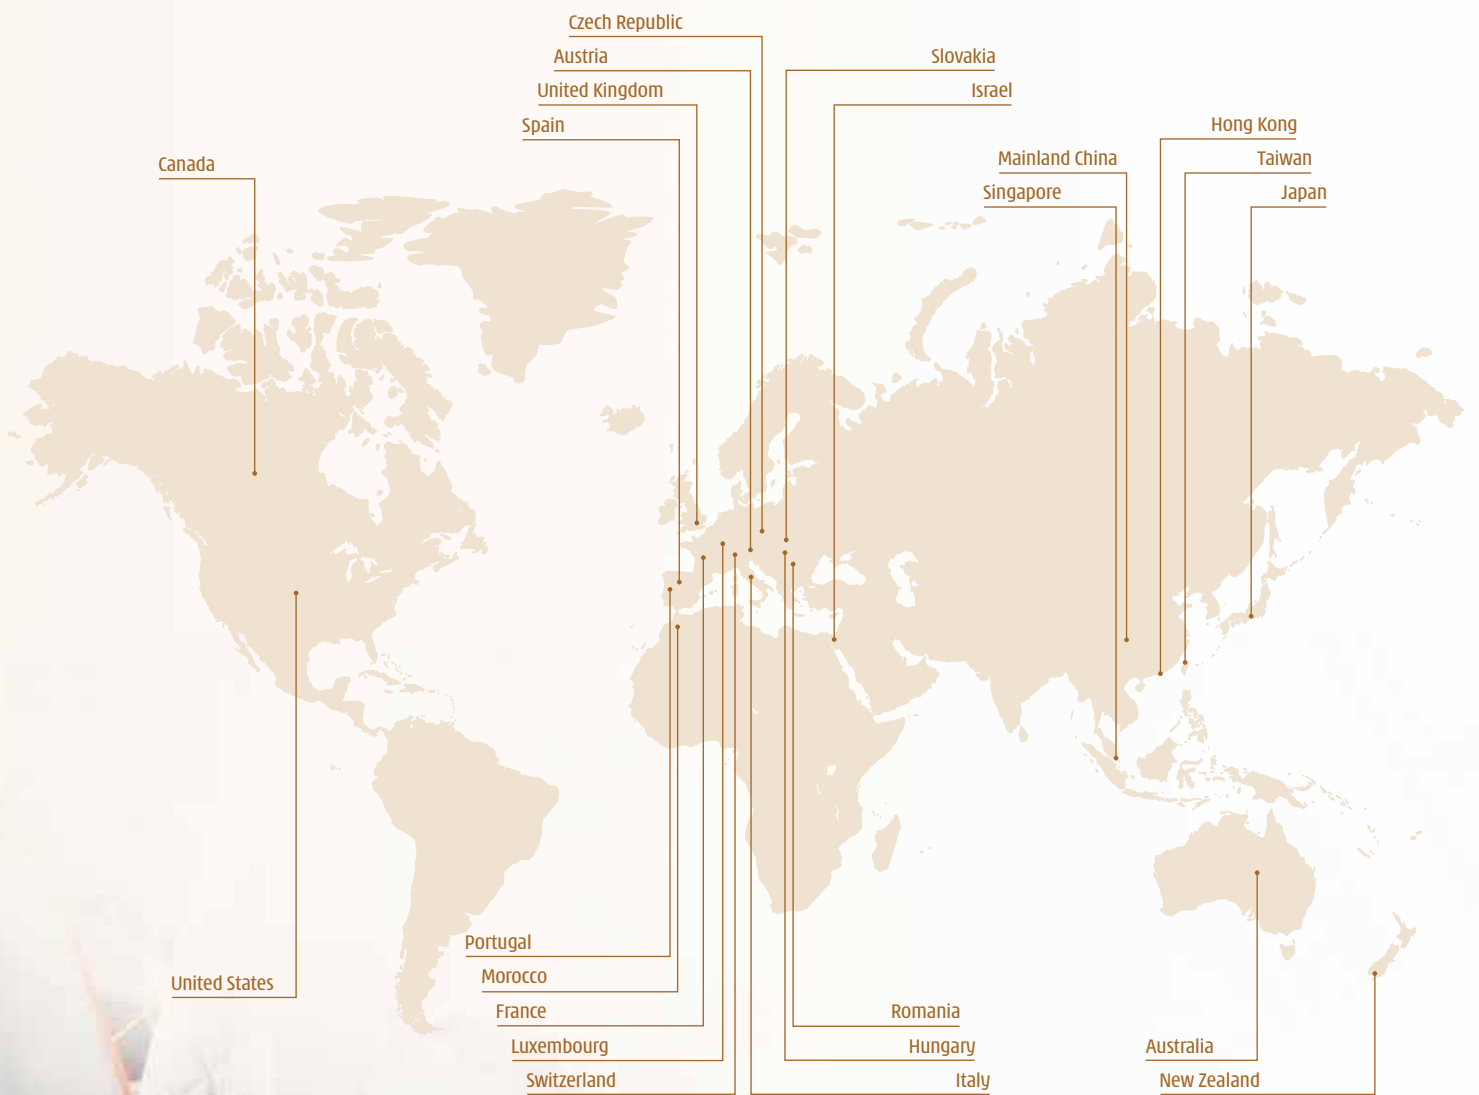 Czech Republic
Austria
Slovakia
United Kingdom
Israel
Spain
Hong Kong
Canada
Mainland China
Taiwan
Singapore
Japan
Portugal
Morocco
United States
France
Romania
Luxembourg
Hungary
Australia
Switzerland
Italy
New Zealand